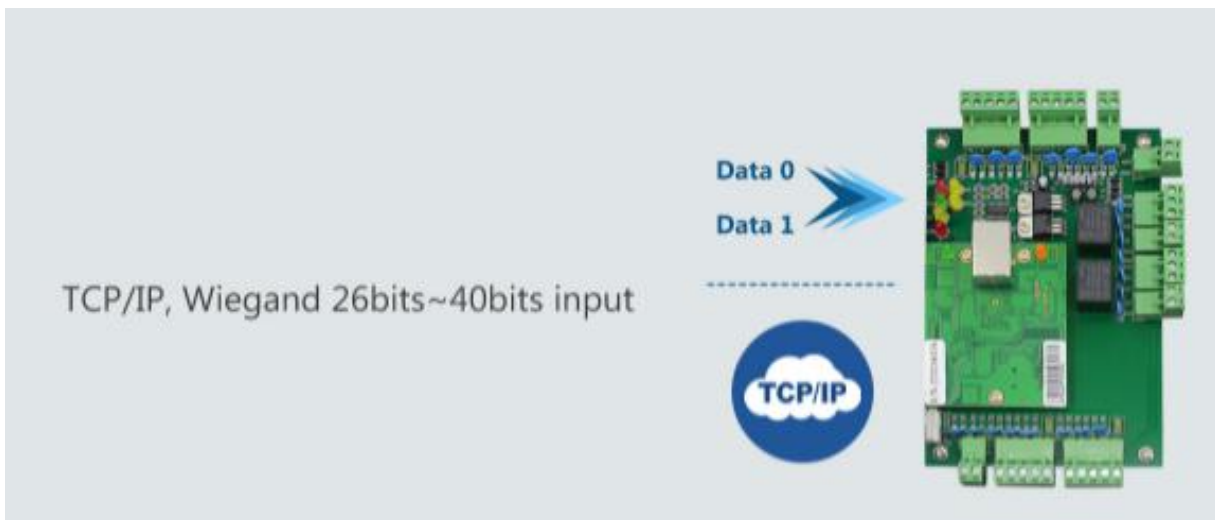 Data 0
Data 1
TCP/IP, Wiegand 26bits~40bits input
TCP/IP